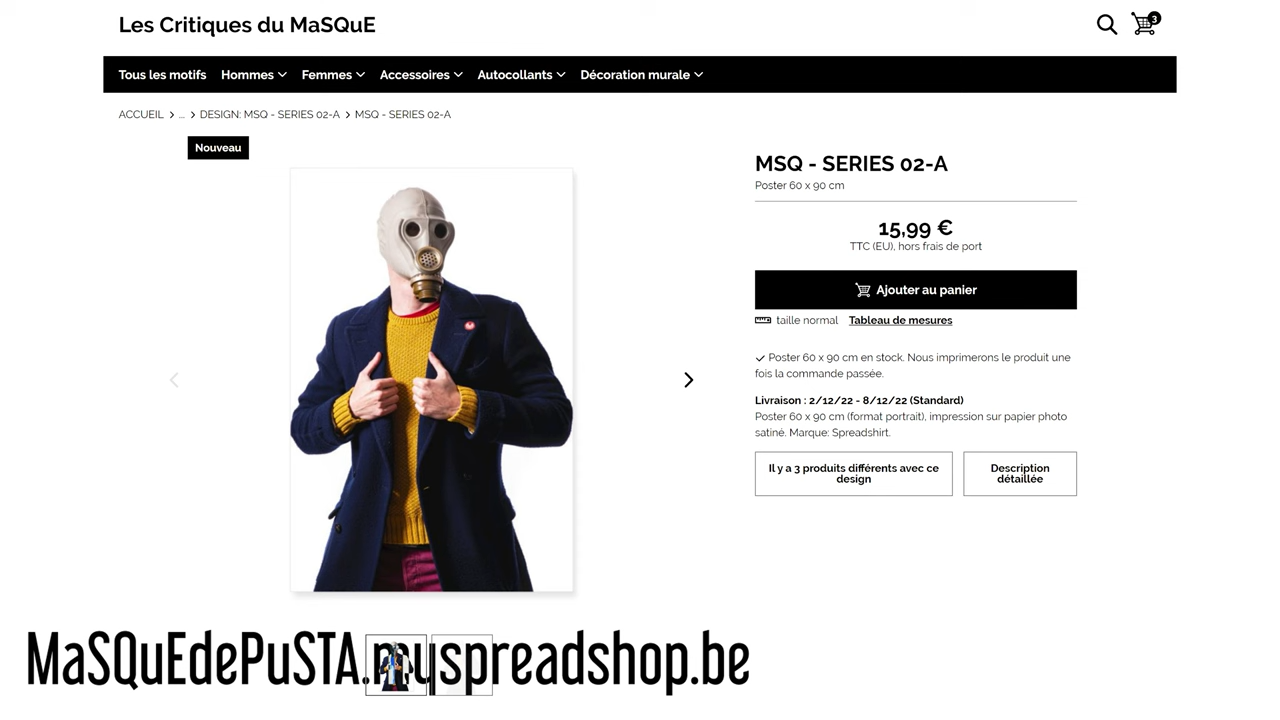 Les Critiques du MaSQuE
3
Tous les motifs Hommes Femmes Accessoires Autocollants Décoration murale
ACCUEIL > ... > DESIGN: MSQ - SERIES 02-A > MSQ - SERIES 02-A
Nouveau
MSQ - SERIES 02-A
Poster 60 x 90 cm
15,99 €
TTC (EU), hors frais de port
Ajouter au panier
taille normal Tableau de mesures
Poster 60 x 90 cm en stock. Nous imprimerons le produit une
fois la commande passée.
Livraison : 2/12/22 - 8/12/22 (Standard)
Poster 60 x 90 cm (format portrait), impression sur papier photo
satiné. Marque: Spreadshirt.
Il y a 3 produits différents avec ce
design
Description
détaillée
MaSQuEdePuSTA.myspreadshop.be